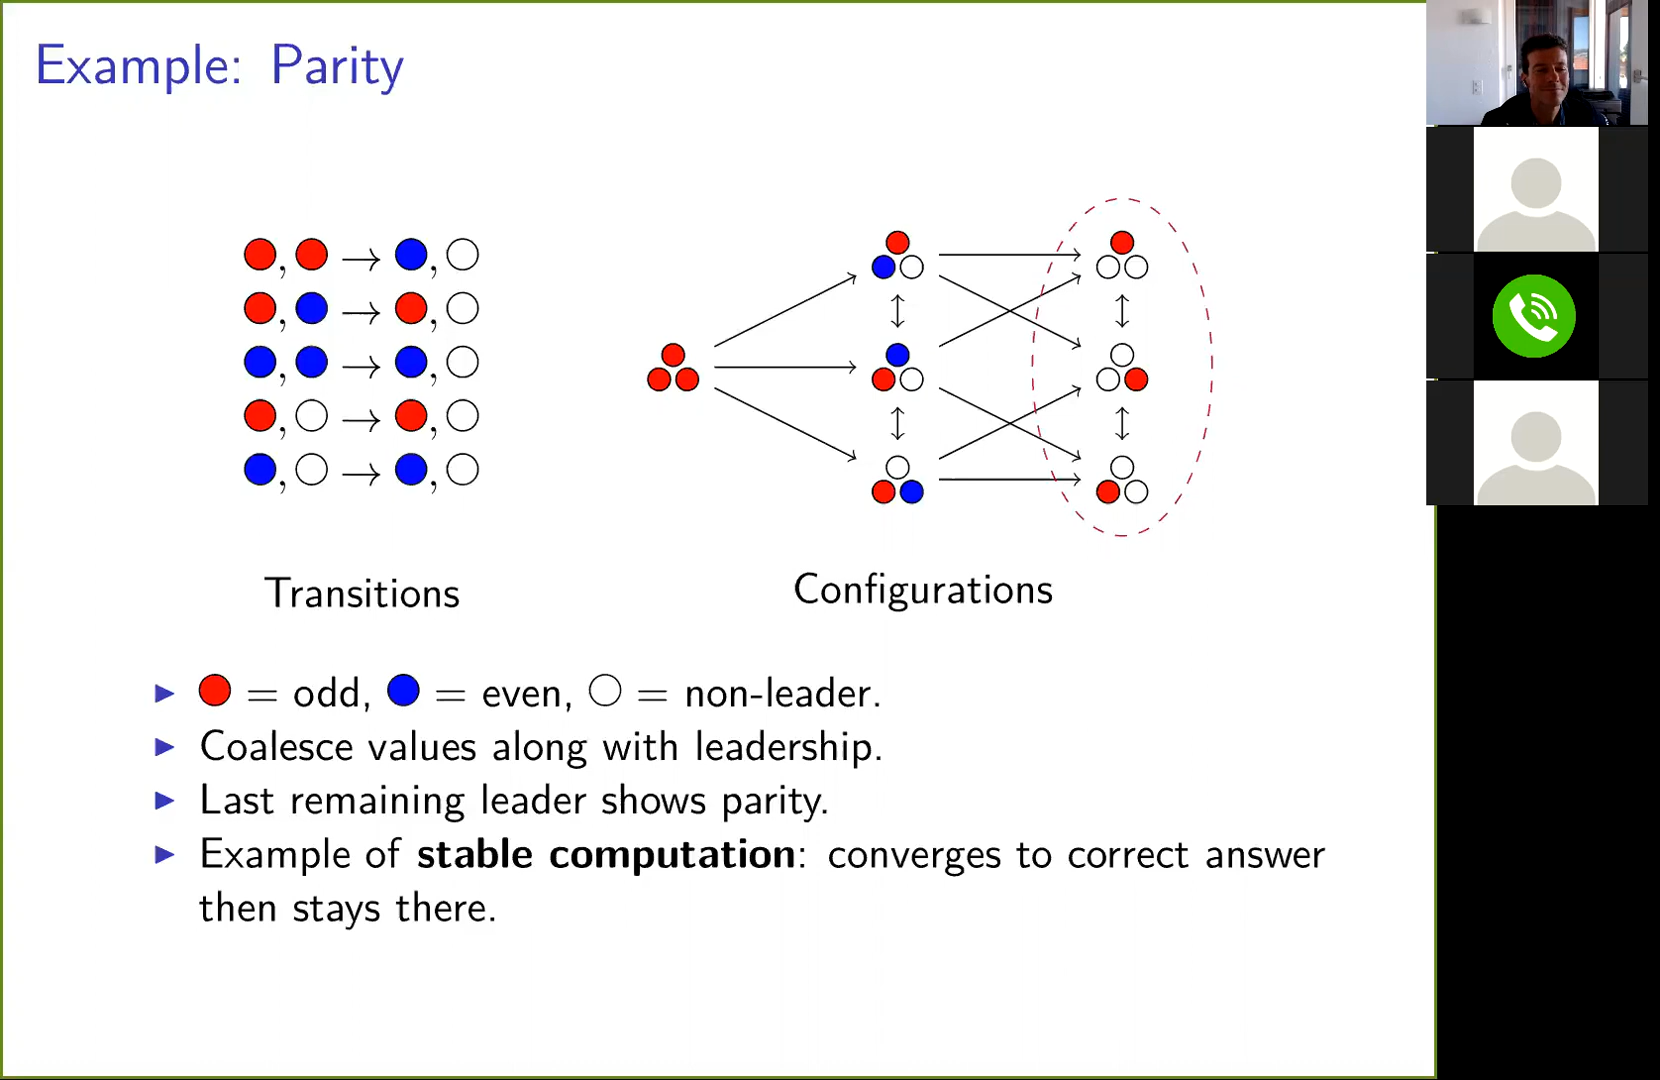 Example: Parity
, → ,
, → ,
, → ,
, → ,
, → ,
Transitions
Configurations
= odd, = even, = non-leader.
Coalesce values along with leadership.
Last remaining leader shows parity.
Example of stable computation: converges to correct answer
then stays there.